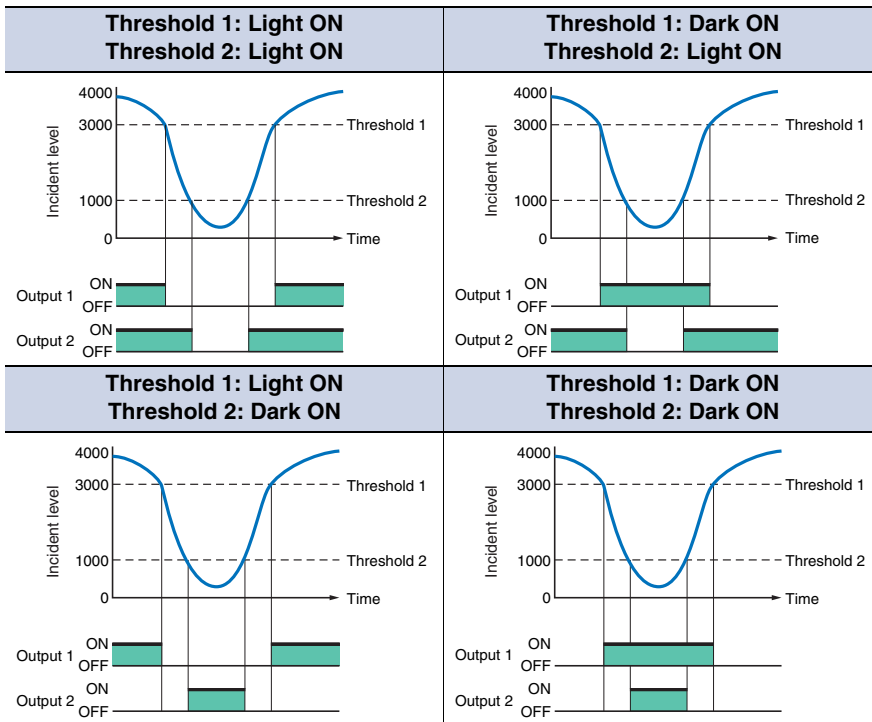 Threshold 1: Light ON
Threshold 2: Light ON
Threshold 1: Dark ON
Threshold 2: Light ON
4000
3000
1000
0
Incident level
Threshold 1
Threshold 2
Time
Output 1
ON
OFF
Output 2
ON
OFF
4000
3000
1000
0
Incident level
Threshold 1
Threshold 2
Time
Output 1
ON
OFF
Output 2
ON
OFF
Threshold 1: Light ON
Threshold 2: Dark ON
Threshold 1: Dark ON
Threshold 2: Dark ON
4000
3000
1000
0
Incident level
Threshold 1
Threshold 2
Time
Output 1
ON
OFF
Output 2
ON
OFF
4000
3000
1000
0
Incident level
Threshold 1
Threshold 2
Time
Output 1
ON
OFF
Output 2
ON
OFF